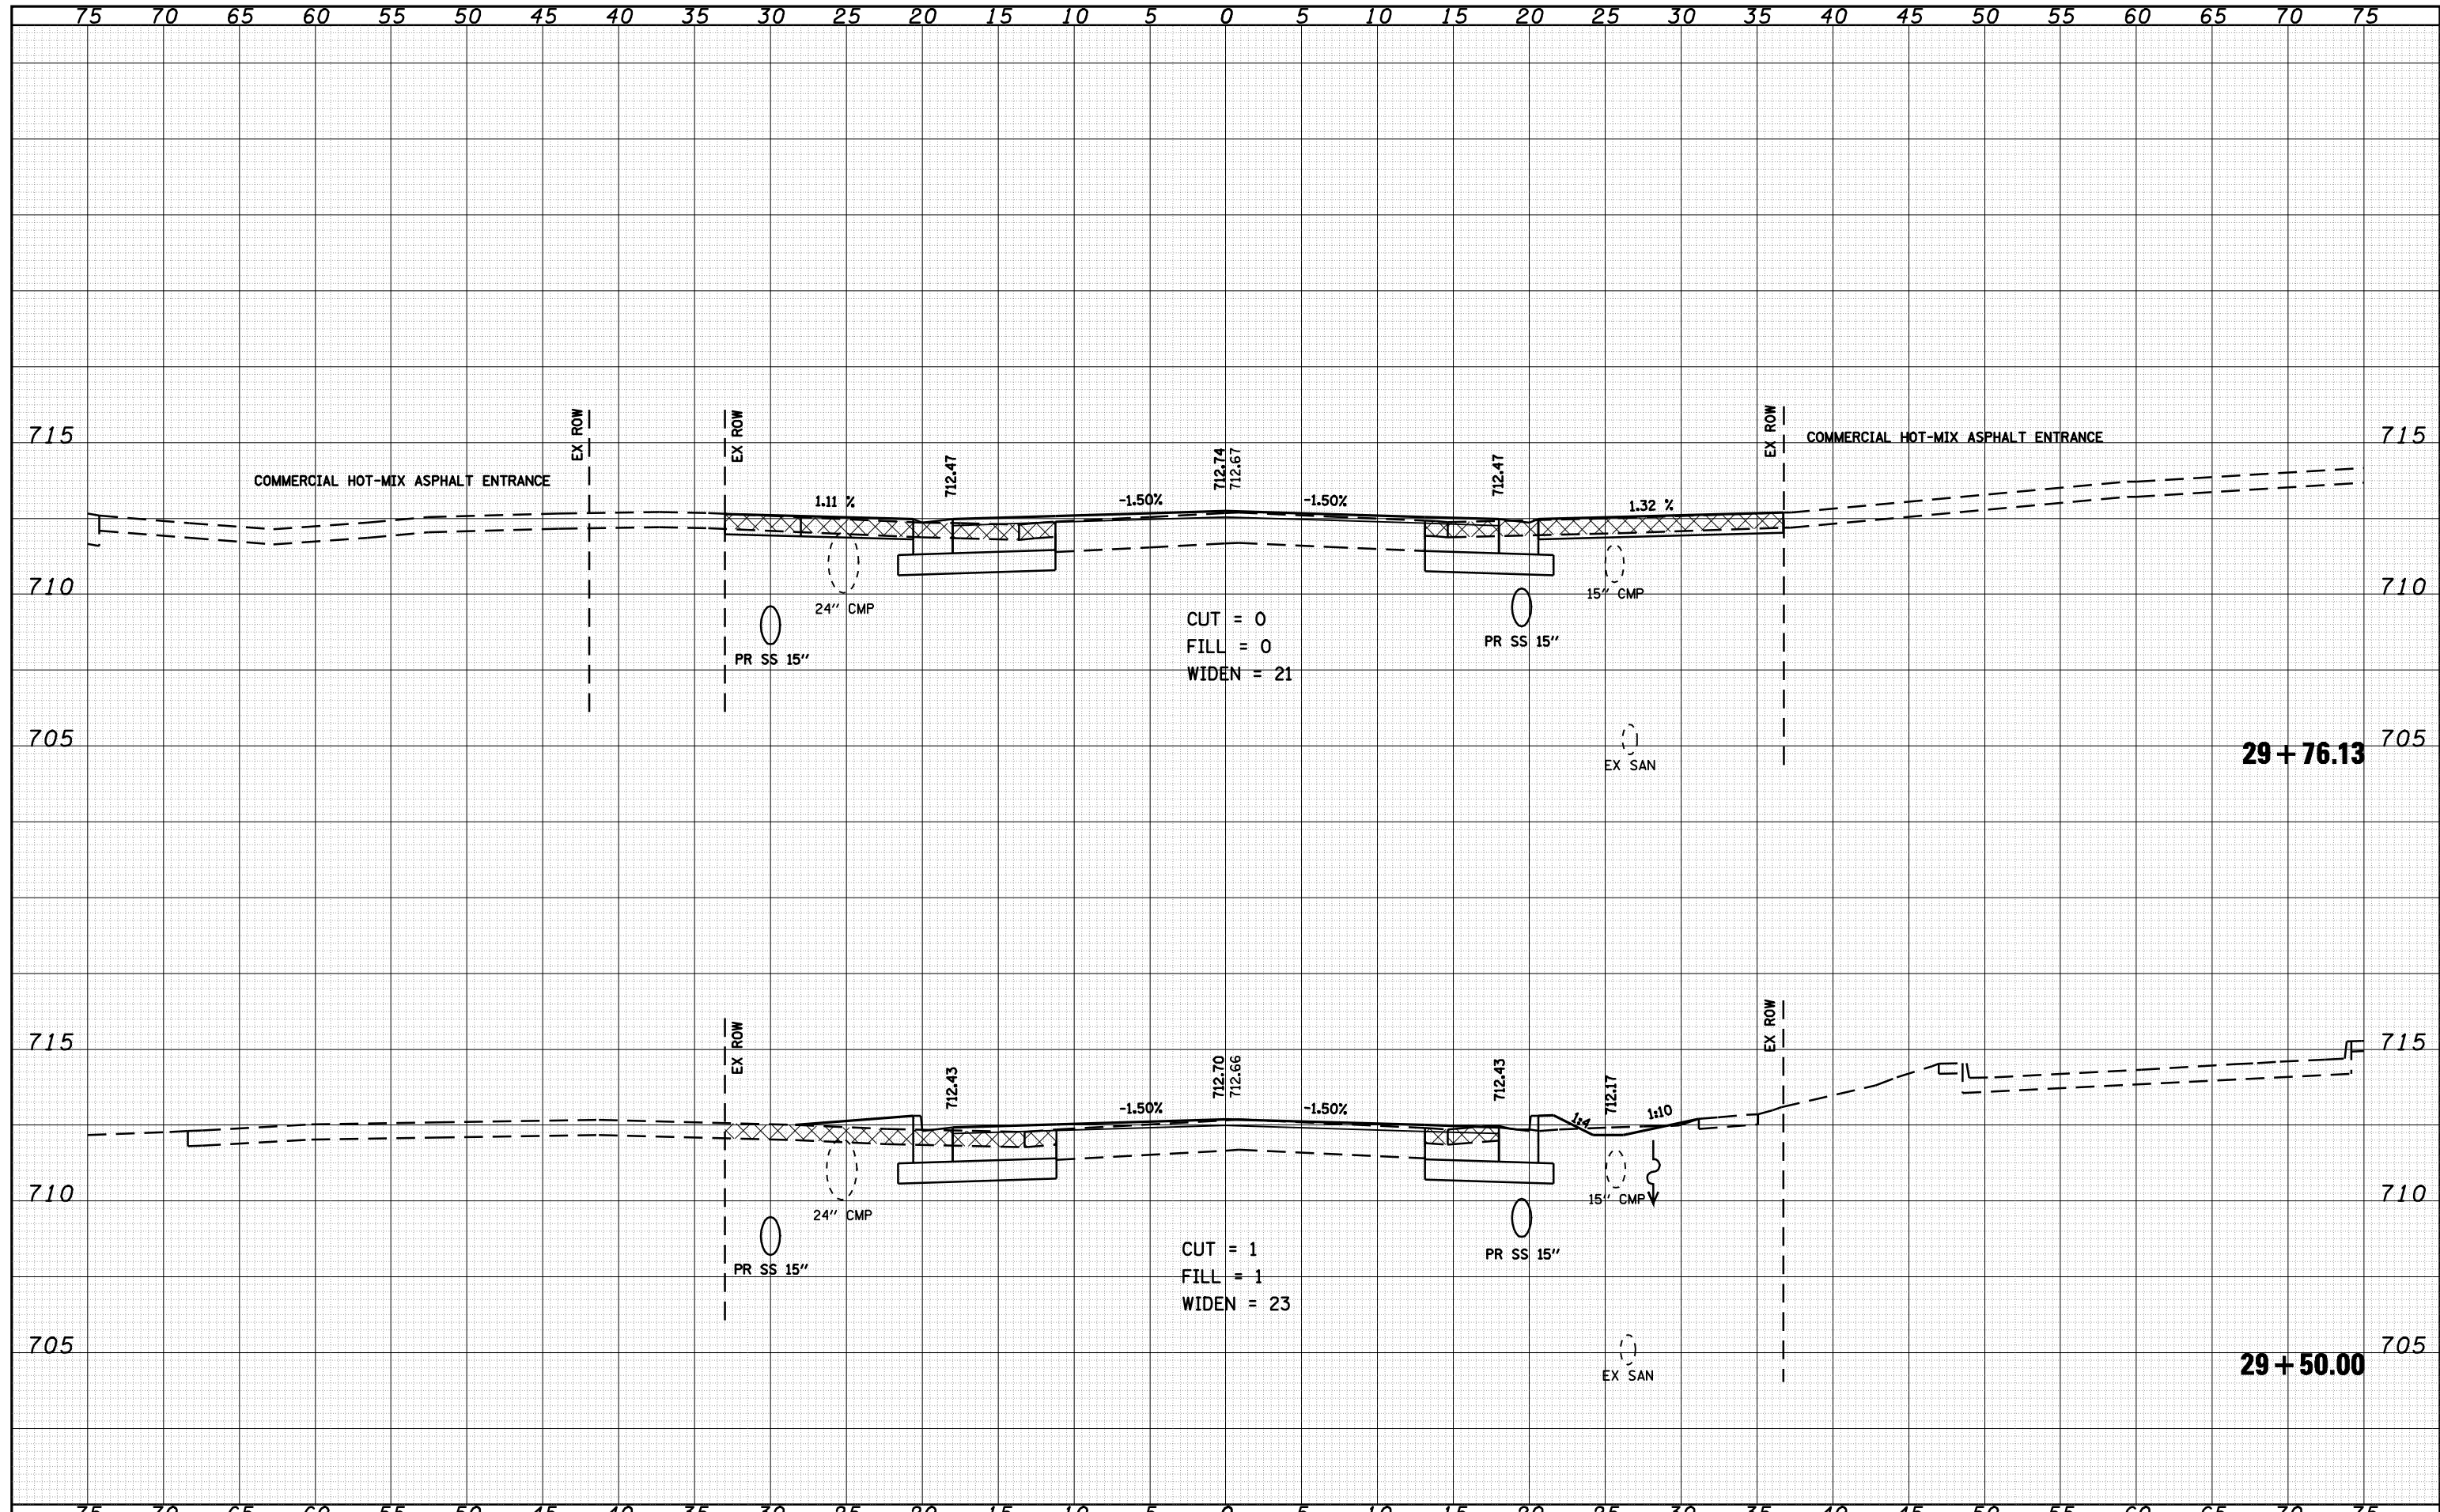 75 70 65 60 55 50 45 40 35 30 25 20 15 10 5 0 5 10 15 20 25 30 35 40 45 50 55 60 65 70 75
EX ROW
EX ROW
EX ROW
715
COMMERCIAL HOT-MIX ASPHALT ENTRANCE
715
COMMERCIAL HOT-MIX ASPHALT ENTRANCE
712.47
712.74
712.67
712.47
1.11 %
-1.50%
-1.50%
1.32 %
710
24" CMP
15" CMP
710
PR SS 15"
PR SS 15"
CUT = 0
FILL = 0
WIDEN = 21
705
EX SAN
705
29+76.13
EX ROW
EX ROW
715
715
712.43
712.70
712.66
712.43
712.17
-1.50%
-1.50%
1:4
1:10
710
24" CMP
15" CMP
710
PR SS 15"
PR SS 15"
CUT = 1
FILL = 1
WIDEN = 23
705
EX SAN
705
29+50.00
75 70 65 60 55 50 45 40 35 30 25 20 15 10 5 0 5 10 15 20 25 30 35 40 45 50 55 60 65 70 75